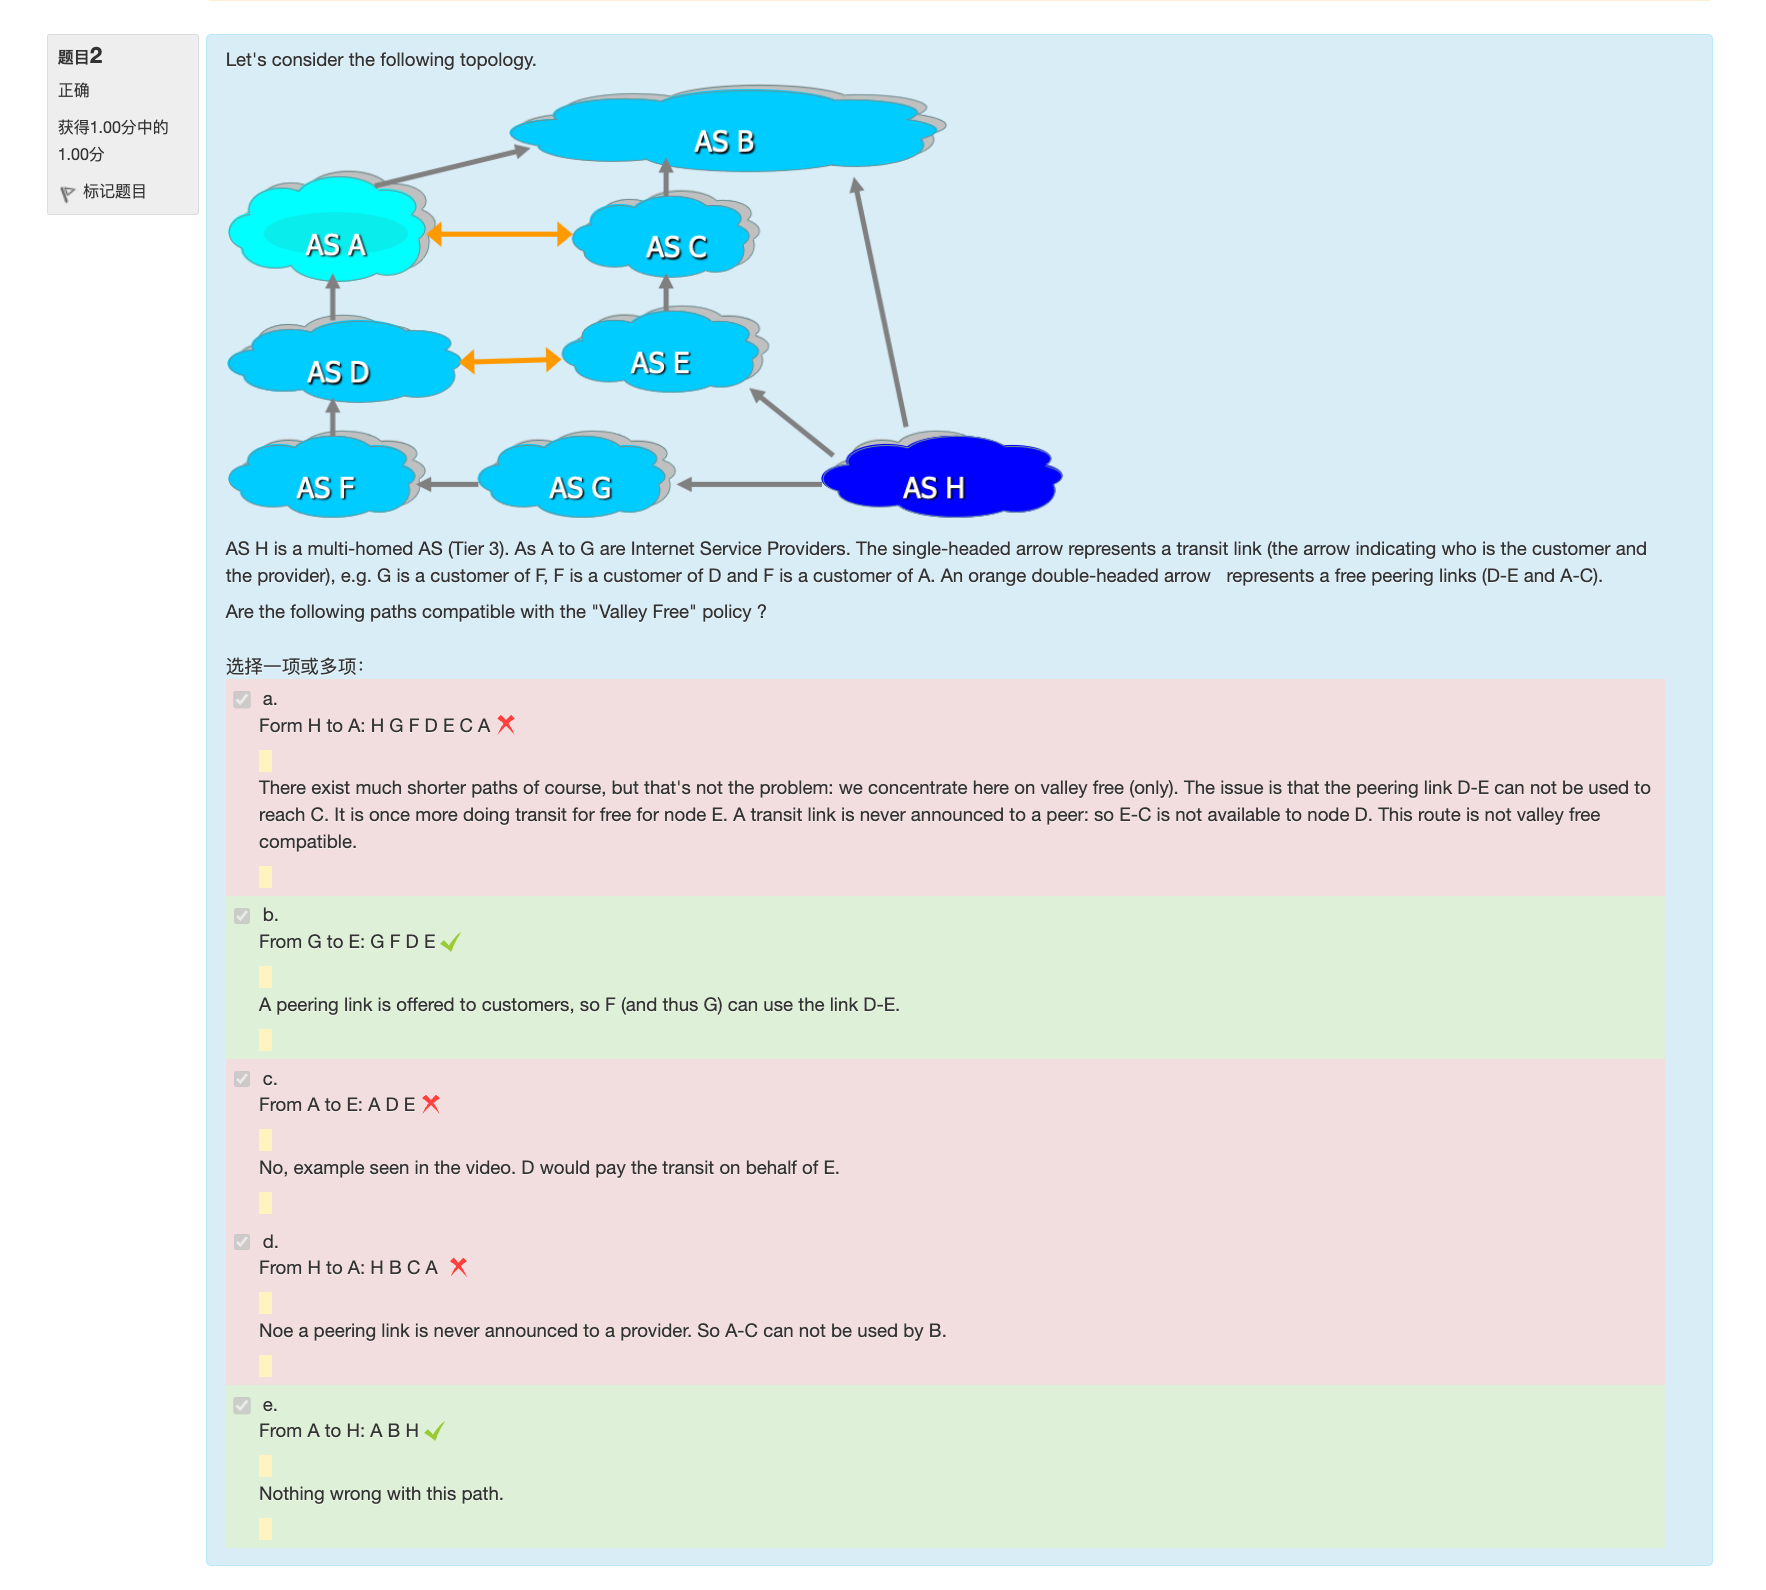 题目2
正确
获得1.00分中的
1.00分
标记题目
Let's consider the following topology.
AS B
AS A
AS C
AS D
AS E
AS F
AS G
AS H
AS H is a multi-homed AS (Tier 3). As A to G are Internet Service Providers. The single-headed arrow represents a transit link (the arrow indicating who is the customer and
the provider), e.g. G is a customer of F, F is a customer of D and F is a customer of A. An orange double-headed arrow represents a free peering links (D-E and A-C).
Are the following paths compatible with the "Valley Free" policy ?
选择一项或多项：
a.
Form H to A: H G F D E C A
There exist much shorter paths of course, but that's not the problem: we concentrate here on valley free (only). The issue is that the peering link D-E can not be used to
reach C. It is once more doing transit for free for node E. A transit link is never announced to a peer: so E-C is not available to node D. This route is not valley free
compatible.
b.
From G to E: G F D E
A peering link is offered to customers, so F (and thus G) can use the link D-E.
c.
From A to E: A D E
No, example seen in the video. D would pay the transit on behalf of E.
d.
From H to A: H B C A
Noe a peering link is never announced to a provider. So A-C can not be used by B.
e.
From A to H: A B H
Nothing wrong with this path.